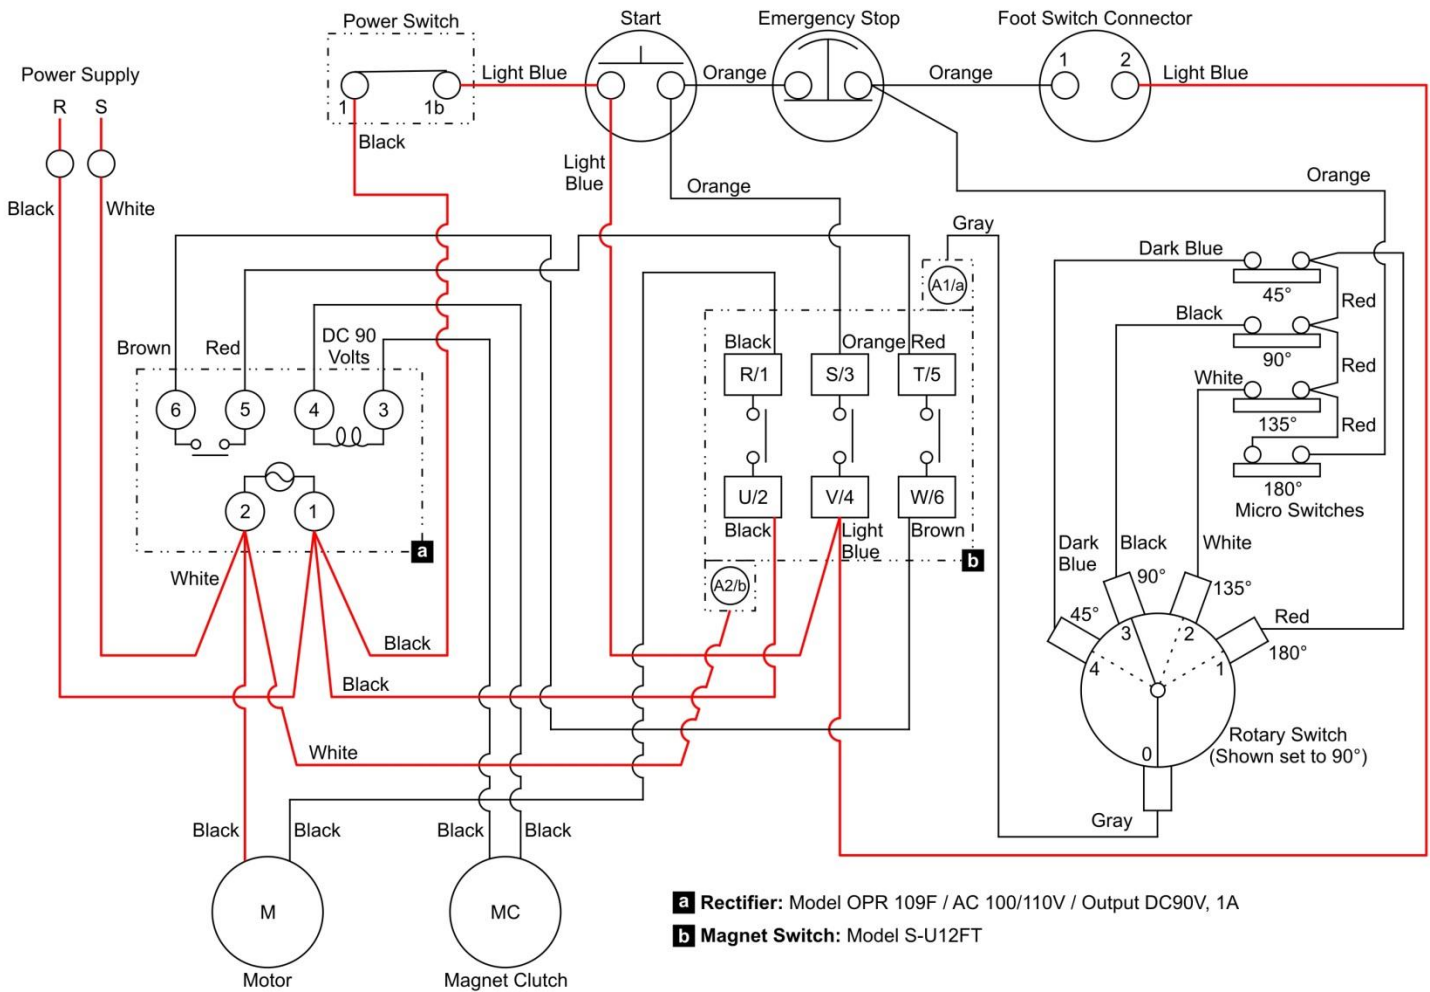 Power Switch
Start
Emergency Stop
Foot Switch Connector
Power Supply
R
S
1
1b
Light Blue
Orange
Orange
1
2
Light Blue
Black
Light
Blue
Orange
Orange
Black
White
Gray
Dark Blue
A1/a
45°
Red
Black
90°
Red
White
135°
Red
180°
Micro Switches
Brown
Red
DC 90
Volts
6
5
4
3
2
1
a
Black
Orange
Red
R/1
S/3
T/5
U/2
V/4
W/6
Black
Light
Blue
Brown
b
A2/b
White
Black
Black
White
Dark
Blue
Black
White
45°
90°
135°
Red
180°
4
3
2
1
0
Rotary Switch
(Shown set to 90°)
Gray
Black
Black
Black
Black
M
MC
Motor
Magnet Clutch
a Rectifier: Model OPR 109F / AC 100/110V / Output DC90V, 1A
b Magnet Switch: Model S-U12FT